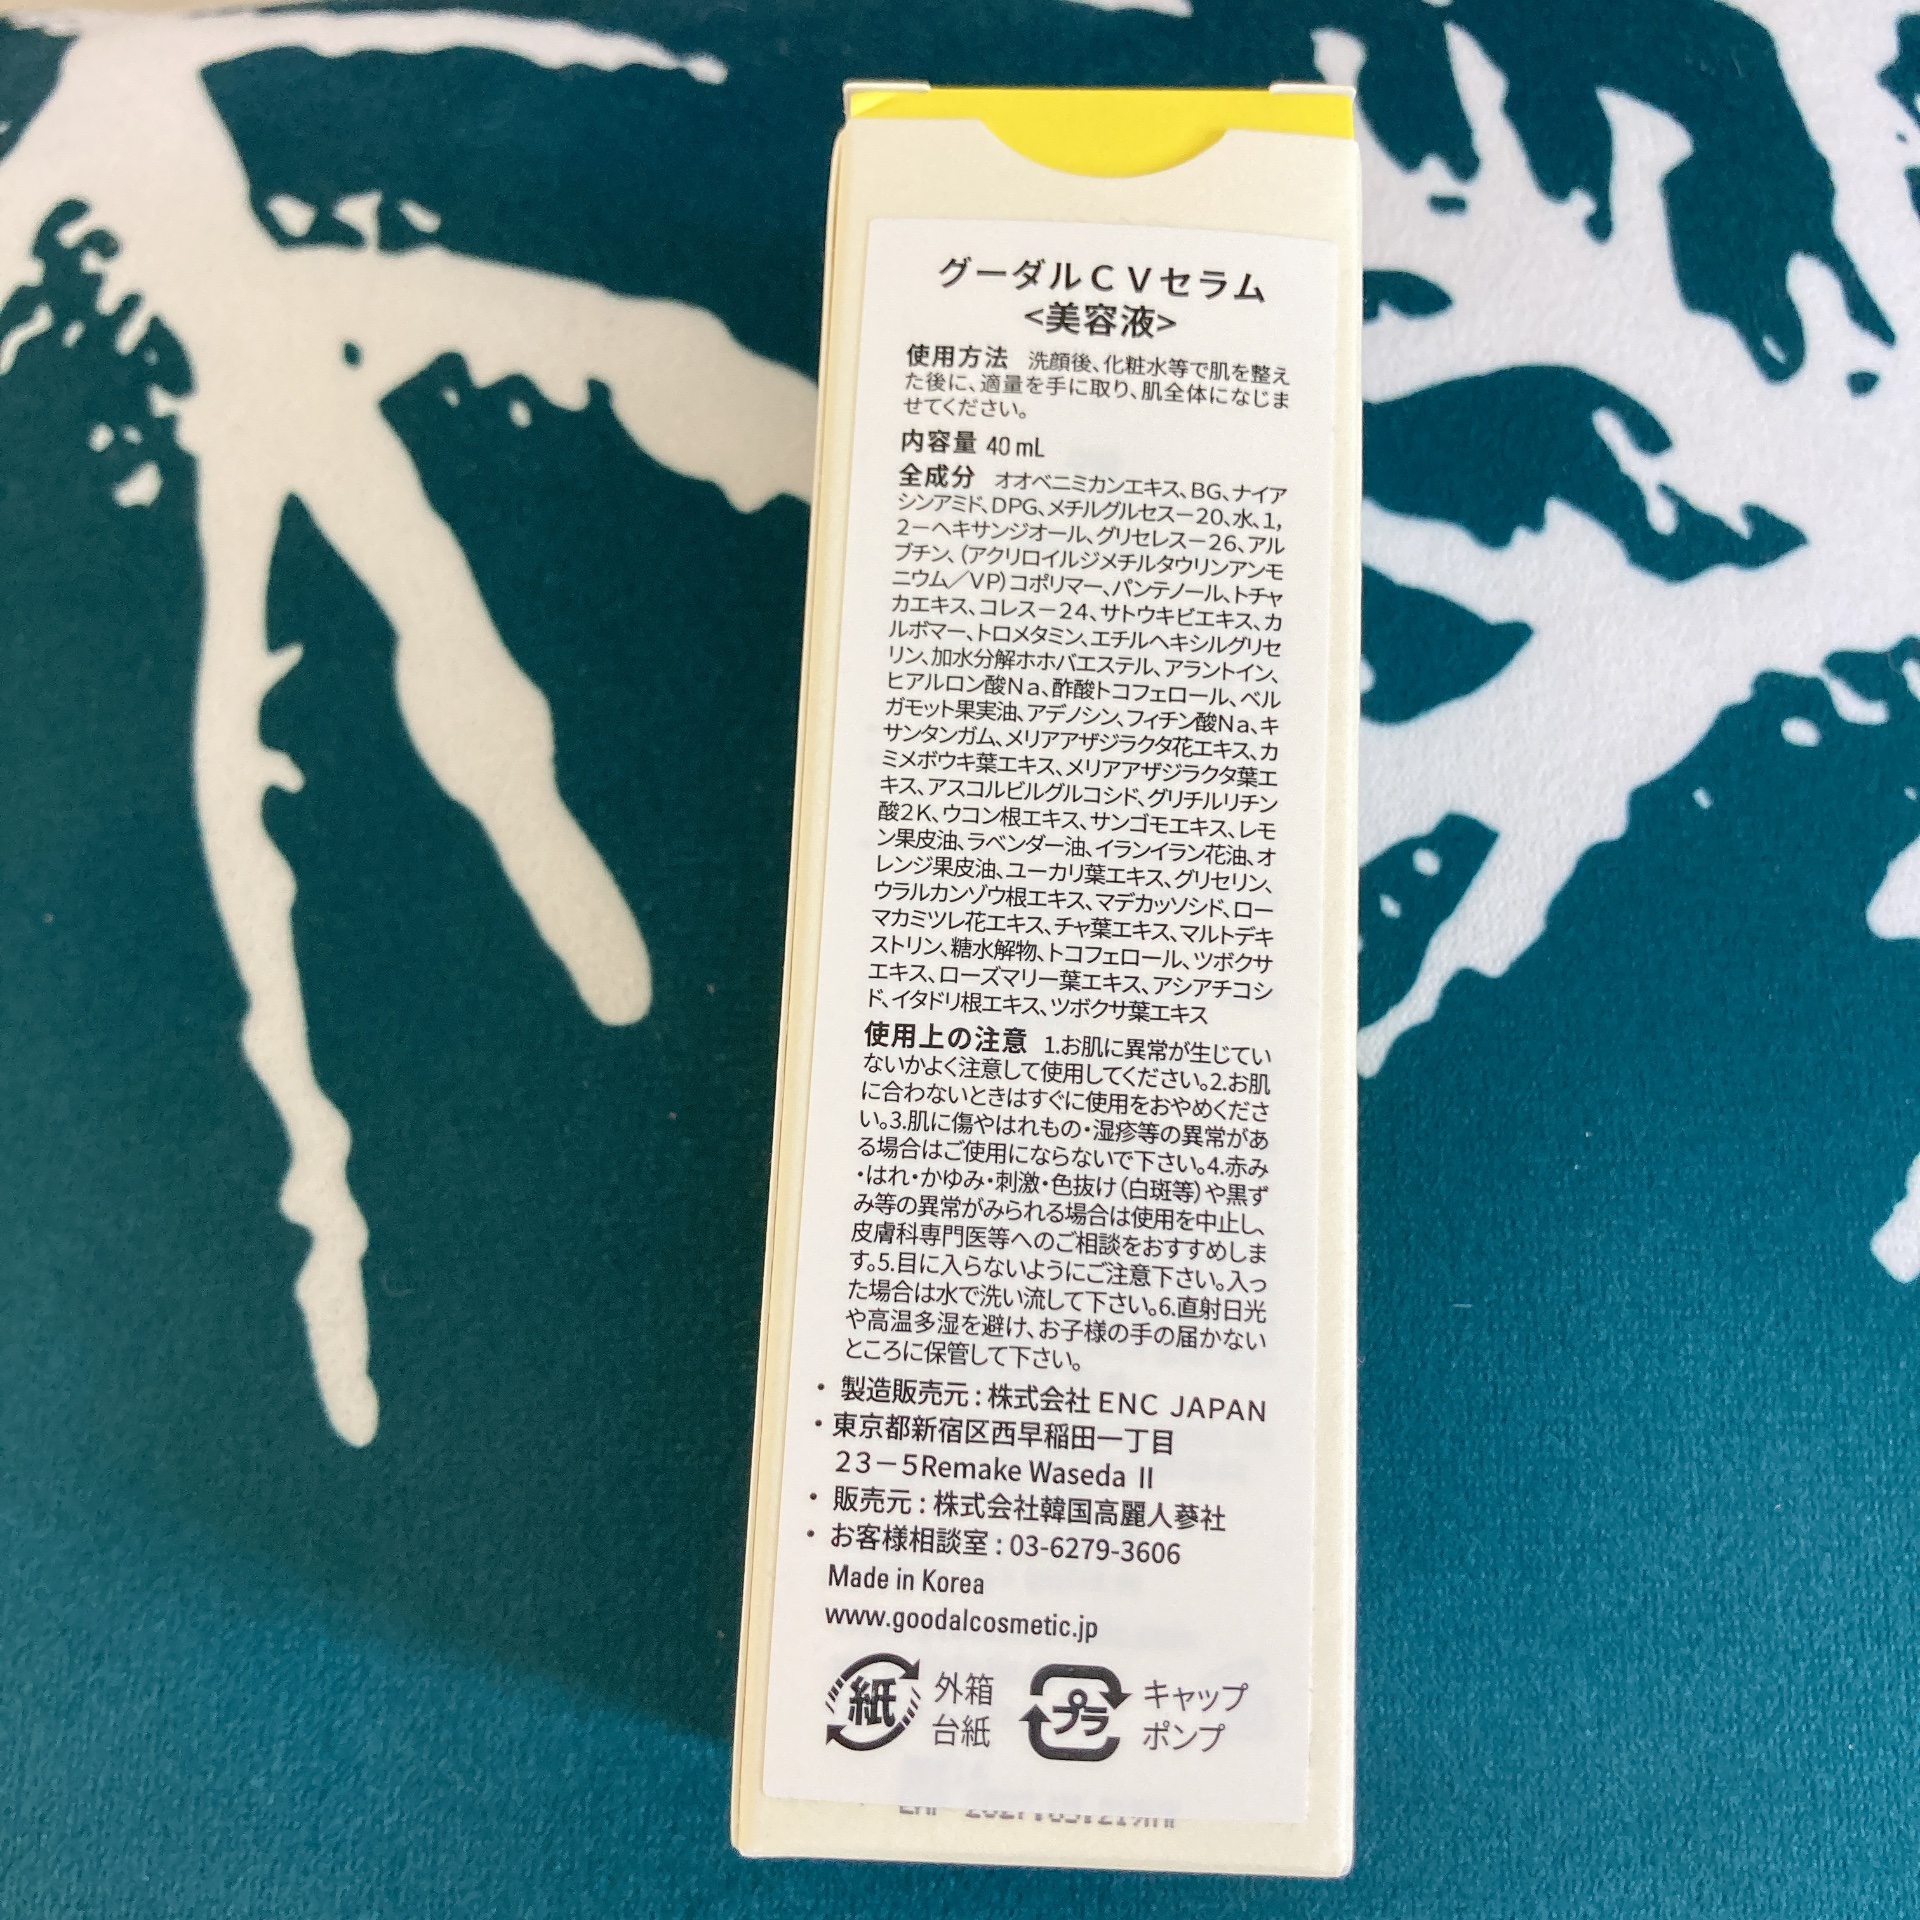 グーダルＣＶセラム
<美容液>
使用方法 洗顔後、化粧水等で肌を整え
た後に、適量を手に取り、肌全体になじま
せてください。
内容量 40 mL
全成分 オオベニミカンエキス、BG、ナイア
シンアミド、DPG、メチルグルセス－20、水、1，
2－ヘキサンジオール、グリセレス－26、アル
ブチン、（アクリロイルジメチルタウリンアンモ
ニウム／VP）コポリマー、パンテノール、トチャ
カエキス、コレス－24、サトウキビエキス、カ
ルボマー、トロメタミン、エチルヘキシルグリセ
リン、加水分解ホホバエステル、アラントイン、
ヒアルロン酸Na、酢酸トコフェロール、ベル
ガモット果実油、アデノシン、フィチン酸Na、キ
サンタンガム、メリアアザジラクタ花エキス、カ
ミメボウキ葉エキス、メリアアザジラクタ葉エ
キス、アスコルビルグルコシド、グリチルリチン
酸2K、ウコン根エキス、サンゴモエキス、レモ
ン果皮油、ラベンダー油、イランイラン花油、オ
レンジ果皮油、ユーカリ葉エキス、グリセリン、
ウラルカンゾウ根エキス、マデカッソシド、ロー
マカミツレ花エキス、チャ葉エキス、マルトデキ
ストリン、糖水解物、トコフェロール、ツボクサ
エキス、ローズマリー葉エキス、アシアチコシ
ド、イタドリ根エキス、ツボクサ葉エキス
使用上の注意 1.お肌に異常が生じてい
ないかよく注意して使用してください。2.お肌
に合わないときはすぐに使用をおやめくださ
い。3.肌に傷やはれもの・湿疹等の異常があ
る場合はご使用にならないで下さい。4.赤み
・はれ・かゆみ・刺激・色抜け（白斑等）や黒ず
み等の異常がみられる場合は使用を中止し、
皮膚科専門医等へのご相談をおすすめしま
す。5.目に入らないようにご注意下さい。入っ
た場合は水で洗い流して下さい。6.直射日光
や高温多湿を避け、お子様の手の届かない
ところに保管して下さい。
・ 製造販売元 : 株式会社 ENC JAPAN
・ 東京都新宿区西早稲田一丁目
23－5Remake Waseda Ⅱ
・ 販売元 : 株式会社韓国高麗人蔘社
・ お客様相談室 : 03-6279-3606
Made in Korea
www.goodalcosmetic.jp
紙 外箱 プラ キャップ
台紙 ポンプ